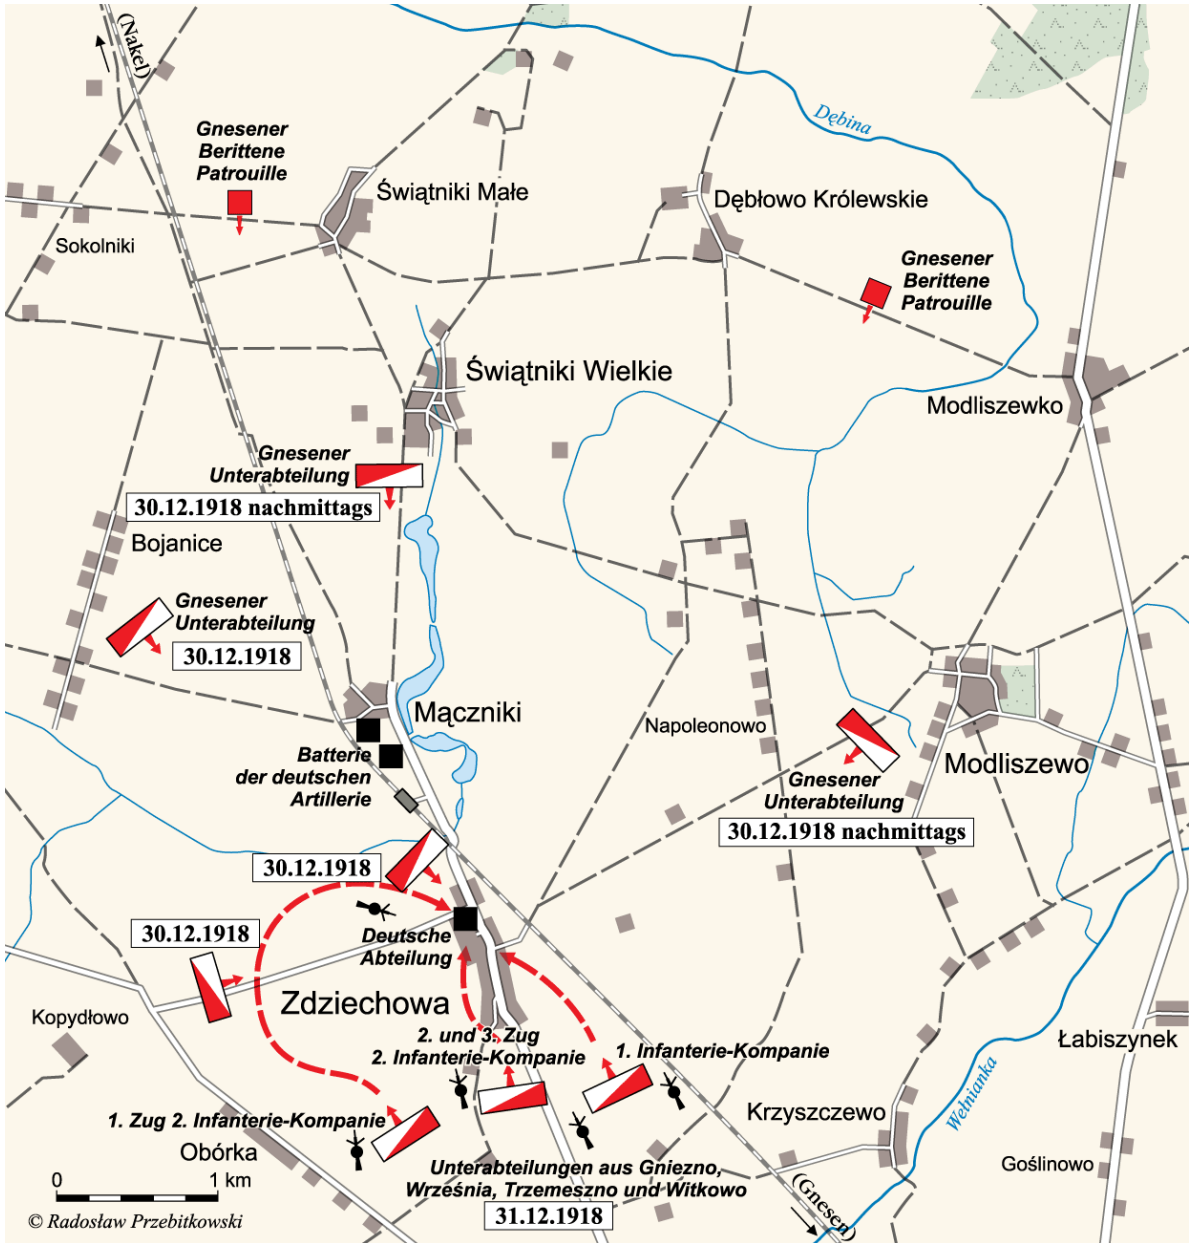 (Nakel)
Dębina
Gnesener
Berittene
Patrouille
Świątniki Małe
Dębłowo Królewskie
Sokolniki
Gnesener
Berittene
Patrouille
Świątniki Wielkie
Modliszewko
Gnesener
Unterabteilung
30.12.1918 nachmittags
Bojanice
Gnesener
Unterabteilung
30.12.1918
Mączniki
Napoleonowo
Batterie
der deutschen
Artillerie
Modliszewo
Gnesener
Unterabteilung
30.12.1918 nachmittags
30.12.1918
30.12.1918
Deutsche
Abteilung
Zdziechowa
Kopydłowo
2. und 3. Zug
2. Infanterie-Kompanie
1. Infanterie-Kompanie
Łabiszynek
Wełnianka
1. Zug 2. Infanterie-Kompanie
Krzyszczewo
Obórka
Goślinowo
Unterabteilungen aus Gniezno,
Września, Trzemeszno und Witkowo
31.12.1918
(Gnesen)
0 1 km
© Radosław Przebitkowski